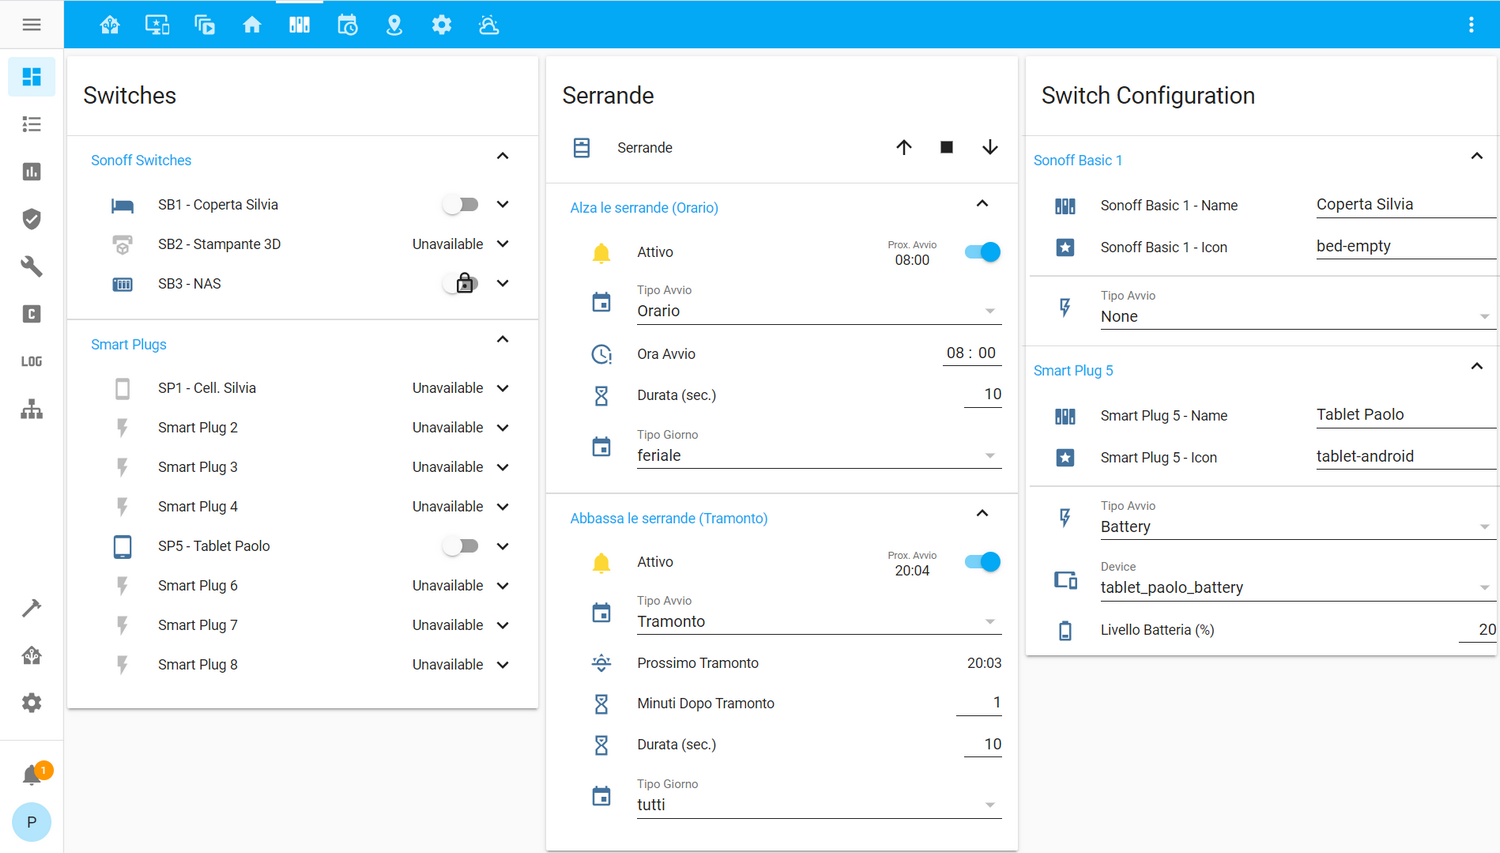 LOG
1
P
Switches
Sonoff Switches
SB1 - Coperta Silvia
SB2 - Stampante 3D Unavailable
SB3 - NAS
Smart Plugs
SP1 - Cell. Silvia Unavailable
Smart Plug 2 Unavailable
Smart Plug 3 Unavailable
Smart Plug 4 Unavailable
SP5 - Tablet Paolo
Smart Plug 6 Unavailable
Smart Plug 7 Unavailable
Smart Plug 8 Unavailable
Serrande
Serrande
Alza le serrande (Orario)
Attivo
Prox. Avvio
08:00
Tipo Avvio
Orario
Ora Avvio 08 : 00
Durata (sec.) 10
Tipo Giorno
feriale
Abbassa le serrande (Tramonto)
Attivo
Prox. Avvio
20:04
Tipo Avvio
Tramonto
Prossimo Tramonto 20:03
Minuti Dopo Tramonto 1
Durata (sec.) 10
Tipo Giorno
tutti
Switch Configuration
Sonoff Basic 1
Sonoff Basic 1 - Name Coperta Silvia
Sonoff Basic 1 - Icon bed-empty
Tipo Avvio
None
Smart Plug 5
Smart Plug 5 - Name Tablet Paolo
Smart Plug 5 - Icon tablet-android
Tipo Avvio
Battery
Device
tablet_paolo_battery
Livello Batteria (%) 20